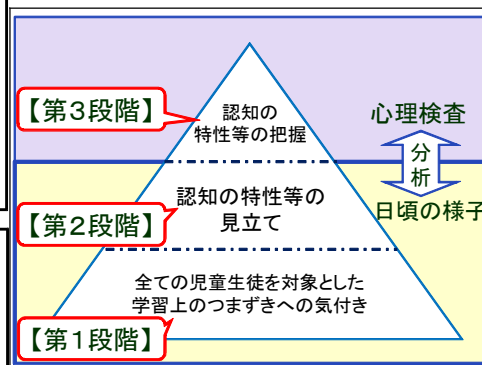 【第３段階】
認知の
特性等の把握
心理検査
分
析
日頃の様子
【第２段階】
認知の特性等の
見立て
全ての児童生徒を対象とした
学習上のつまずきへの気付き
【第１段階】